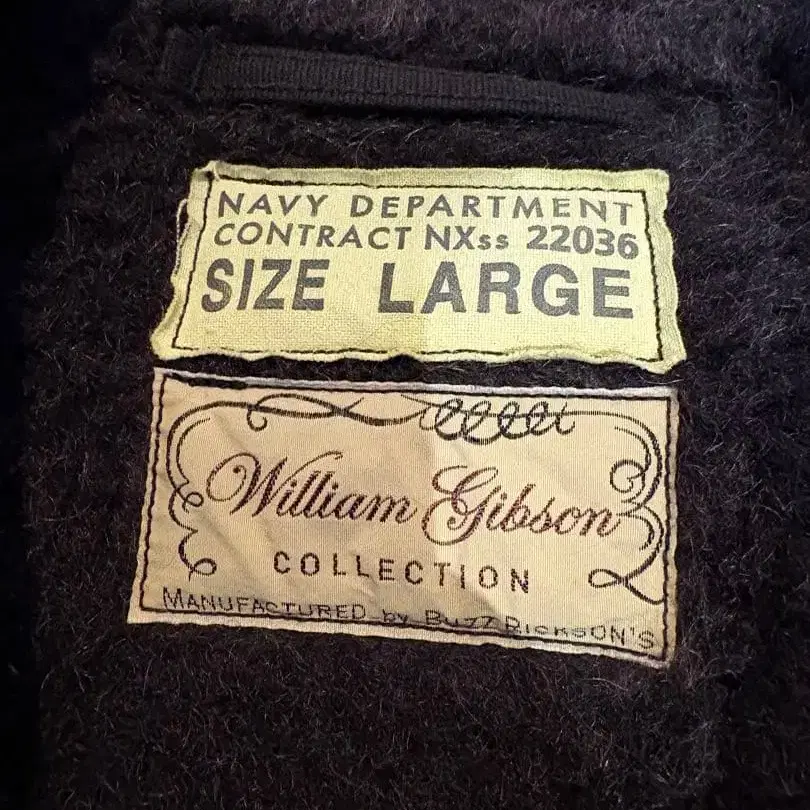 NAVY DEPARTMENT
CONTRACT NXss 22036
SIZE LARGE
William Gibson
COLLECTION
MANUFACTURED by BUZZ RICKSON'S